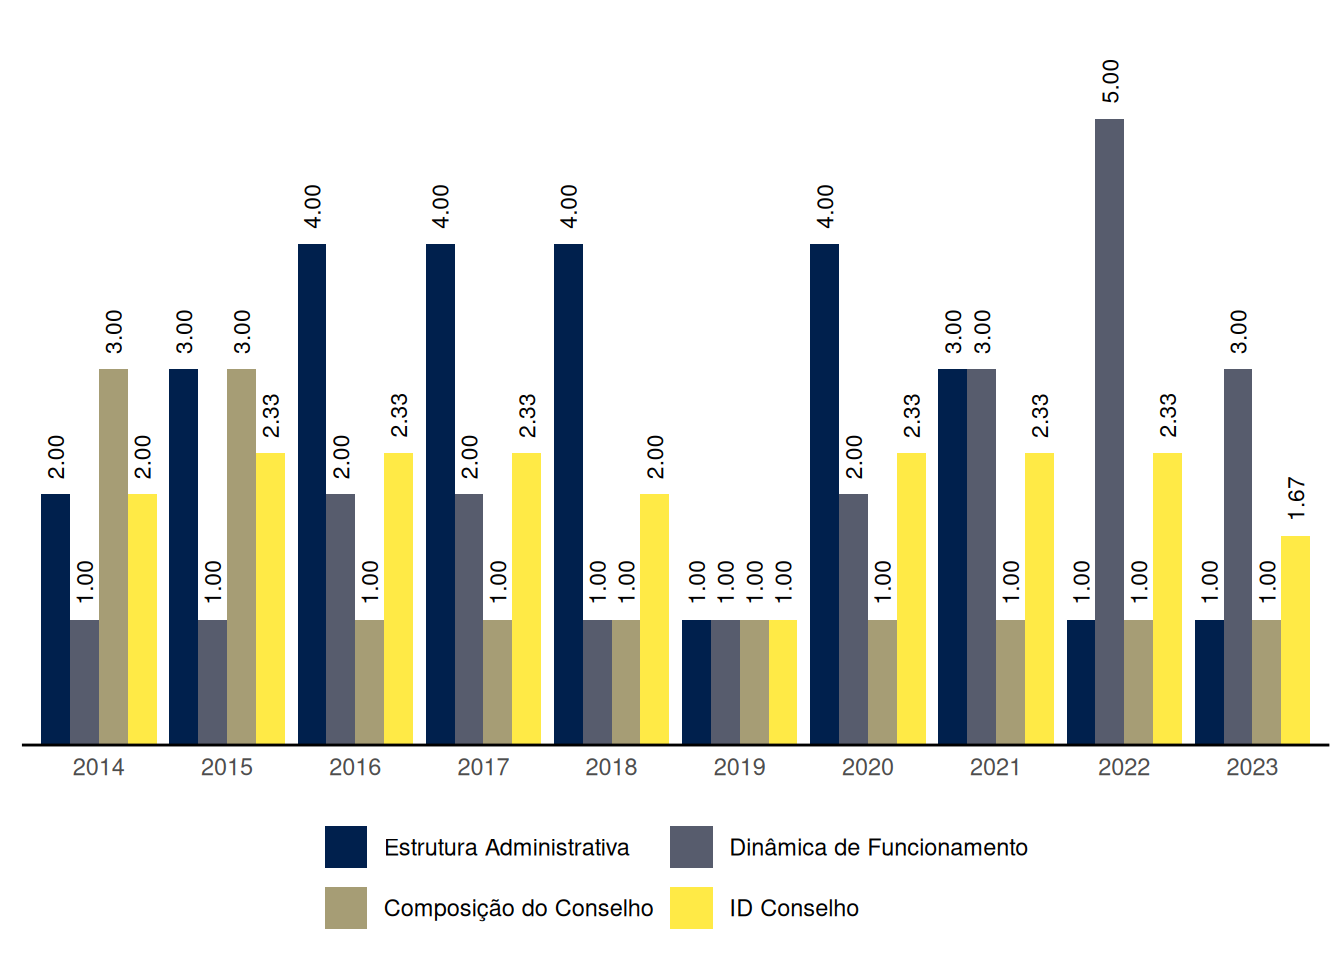 5.00
4.00 4.00 4.00 4.00
3.00 3.00 3.00 3.00 3.00 3.00
2.33 2.33 2.33 2.33 2.33 2.33
2.00 2.00 2.00 2.00 2.00 2.00
1.67
1.00 1.00 1.00 1.00 1.00 1.00 1.00 1.00 1.00 1.00 1.00 1.00 1.00 1.00 1.00 1.00
2014 2015 2016 2017 2018 2019 2020 2021 2022 2023
Estrutura Administrativa Dinâmica de Funcionamento
Composição do Conselho ID Conselho